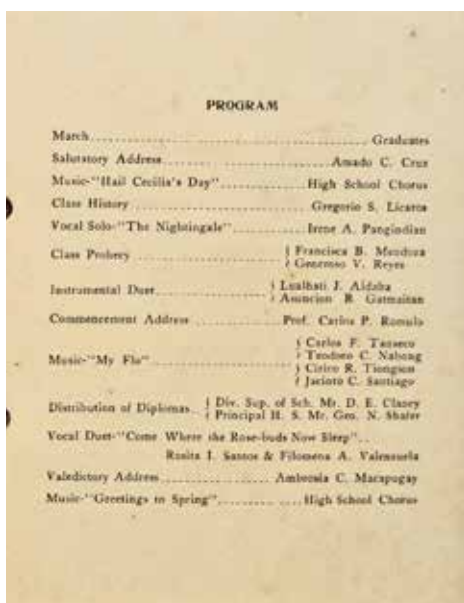 PROGRAM
March.............................................Graduates
Salutatory Address..............................Amado C. Cruz
Music-"Hail Cecilia's Day"..................High School Chorus
Class History..............................Gregorio S. Licaros
Vocal Solo-"The Nightingale"................Irene A. Pangindian
Class Prohecy { Francisca B. Mendoza
{ Generoso V. Reyes
Instrumental Duet { Lualhati J. Aldaba
{ Asuncion R. Gatmaitan
Commencement Address.................Prof. Carlos P. Romulo
{ Carlos F. Tanseco
Music-"My Flo" { Teodoro C. Nabong
{ Cirico R. Tiongson
{ Jacinto C. Santiago
Distribution of Diplomas. { Div. Sup. of Sch. Mr. D. E. Clancy
{ Principal H. S. Mr. Geo. N. Shafer
Vocal Duet-"Come Where the Rose-buds Now Sleep"..
Rosita I. Santos & Filomena A. Valenzuela
Valedictory Address......................Ambrosia C. Macapugay
Music-"Greetings to Spring"..................High School Chorus